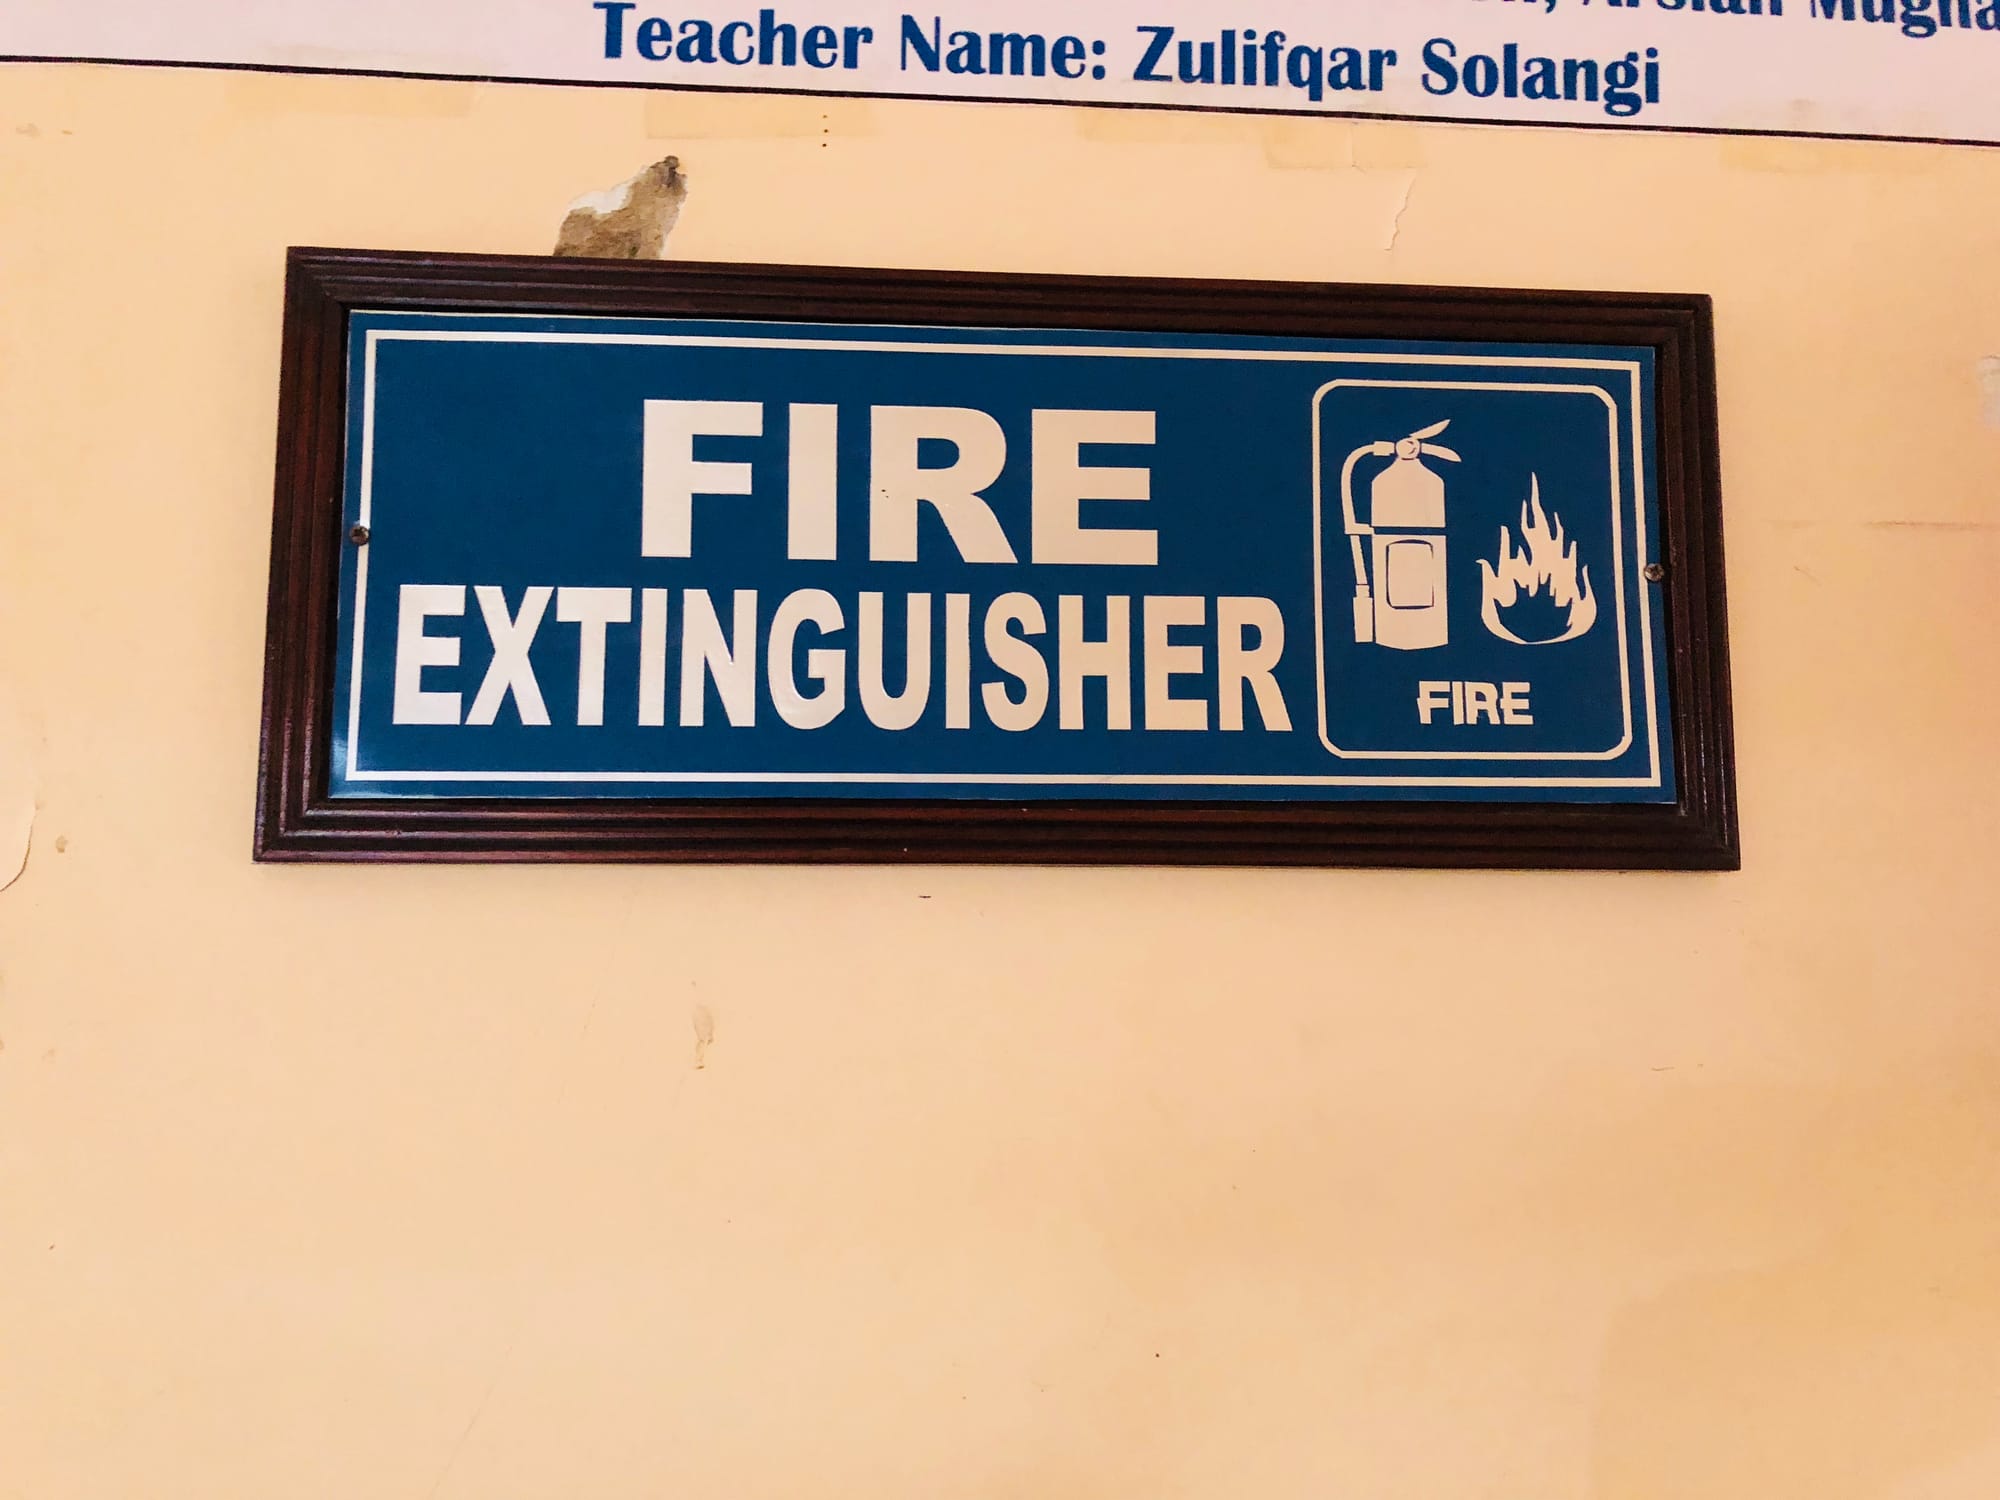 Teacher Name: Zulifqar Solangi
FIRE
EXTINGUISHER
FIRE